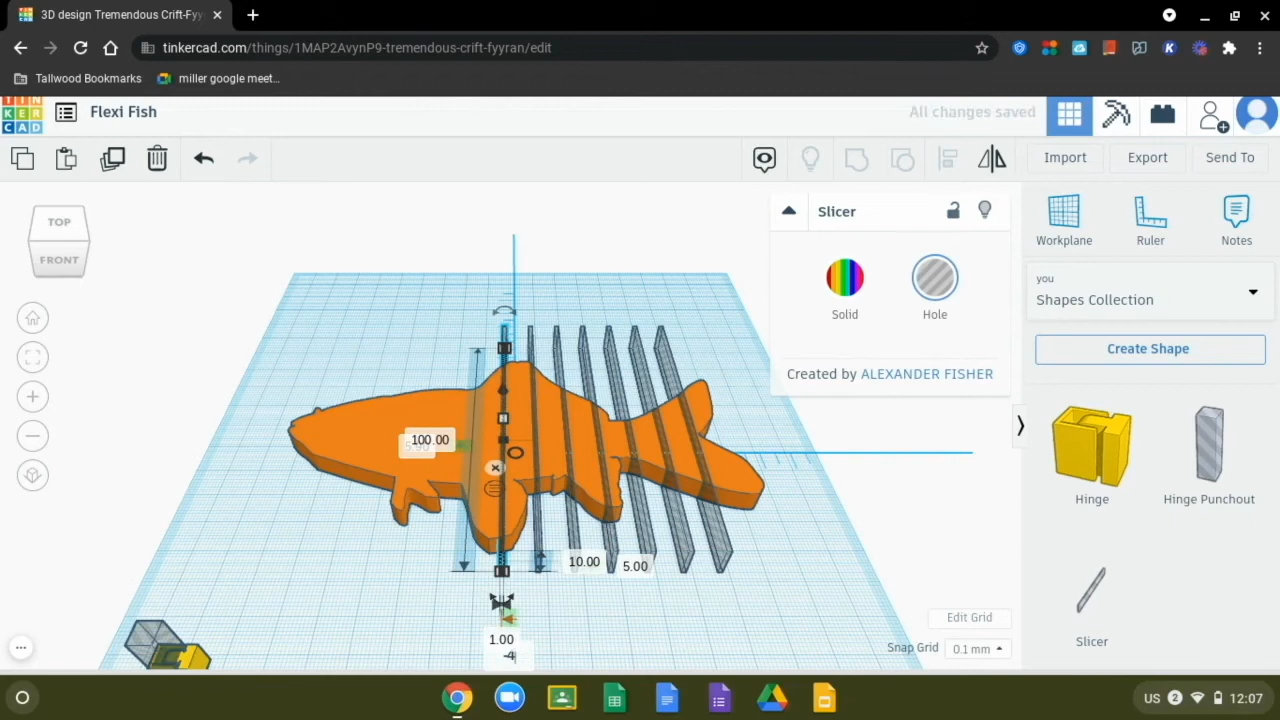 3D design Tremendous Crift-Fyy
tinkercad.com/things/1MAP2AvynP9-tremendous-crift-fyyran/edit
Tallwood Bookmarks
miller google meet...
TIN
KER
CAD
Flexi Fish
All changes saved
Import
Export
Send To
TOP
FRONT
Slicer
Solid
Hole
Created by ALEXANDER FISHER
Workplane
Ruler
Notes
you
Shapes Collection
Create Shape
Hinge
Hinge Punchout
Slicer
100.00
10.00
5.00
1.00
-4
Edit Grid
Snap Grid
0.1 mm
US
2
12:07